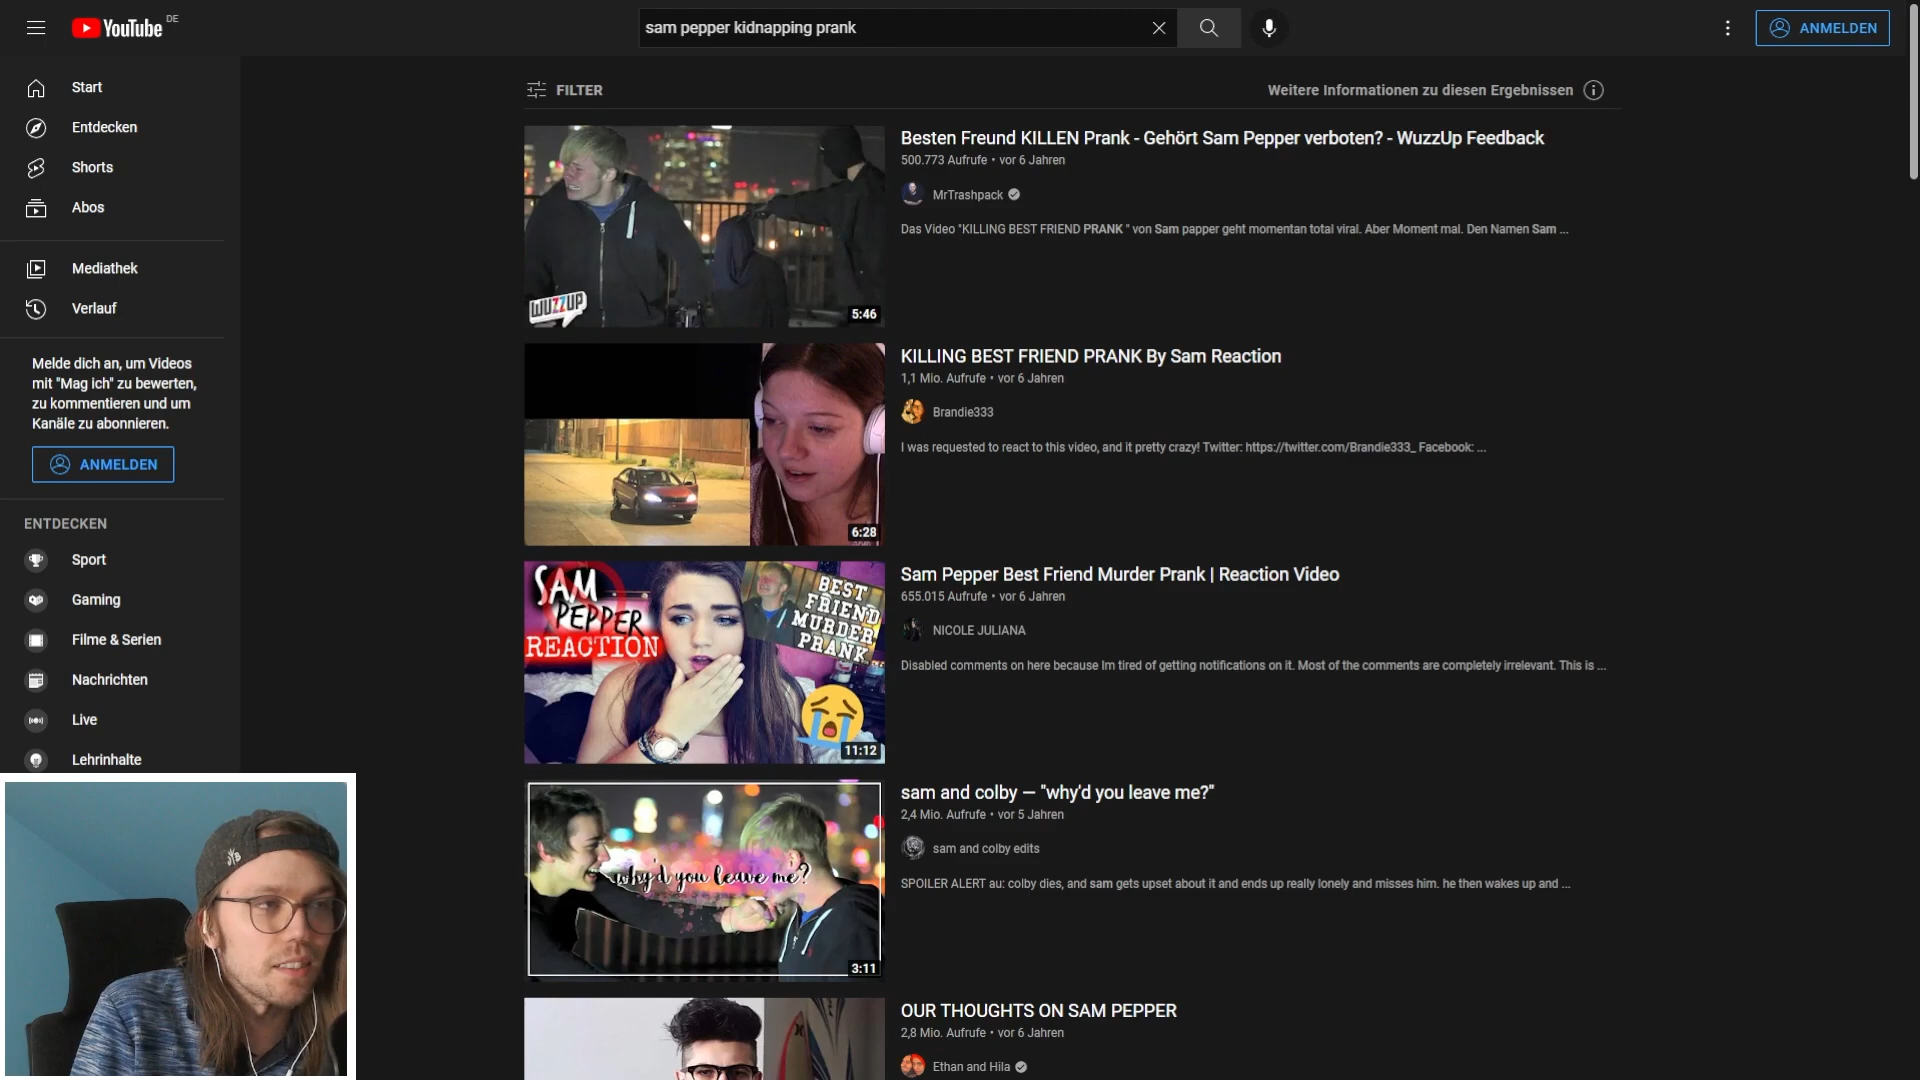 YouTube DE
sam pepper kidnapping prank
ANMELDEN
Start
Entdecken
Shorts
Abos
Mediathek
Verlauf
Melde dich an, um Videos
mit "Mag ich" zu bewerten,
zu kommentieren und um
Kanäle zu abonnieren.
ANMELDEN
ENTDECKEN
Sport
Gaming
Filme & Serien
Nachrichten
Live
Lehrinhalte
FILTER
Weitere Informationen zu diesen Ergebnissen
WUZZUP
5:46
Besten Freund KILLEN Prank - Gehört Sam Pepper verboten? - WuzzUp Feedback
500.773 Aufrufe • vor 6 Jahren
MrTrashpack
Das Video "KILLING BEST FRIEND PRANK " von Sam papper geht momentan total viral. Aber Moment mal. Den Namen Sam ...
6:28
KILLING BEST FRIEND PRANK By Sam Reaction
1,1 Mio. Aufrufe • vor 6 Jahren
Brandie333
I was requested to react to this video, and it pretty crazy! Twitter: https://twitter.com/Brandie333_ Facebook: ...
SAM
PEPPER
REACTION
BEST
FRIEND
MURDER
PRANK
11:12
Sam Pepper Best Friend Murder Prank | Reaction Video
655.015 Aufrufe • vor 6 Jahren
NICOLE JULIANA
Disabled comments on here because Im tired of getting notifications on it. Most of the comments are completely irrelevant. This is ...
why'd you leave me?
3:11
sam and colby — "why'd you leave me?"
2,4 Mio. Aufrufe • vor 5 Jahren
sam and colby edits
SPOILER ALERT au: colby dies, and sam gets upset about it and ends up really lonely and misses him. he then wakes up and ...
OUR THOUGHTS ON SAM PEPPER
2,8 Mio. Aufrufe • vor 6 Jahren
Ethan and Hila